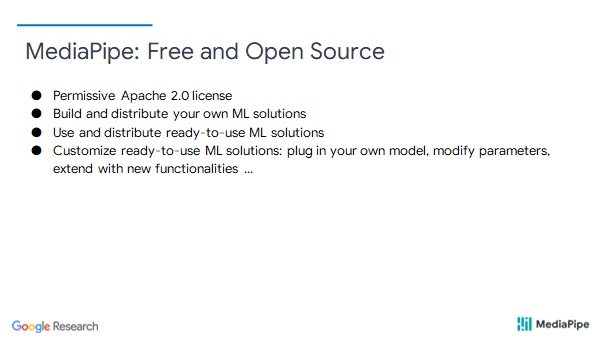 MediaPipe: Free and Open Source
● Permissive Apache 2.0 license
● Build and distribute your own ML solutions
● Use and distribute ready-to-use ML solutions
● Customize ready-to-use ML solutions: plug in your own model, modify parameters,
extend with new functionalities ...
Google Research
MediaPipe